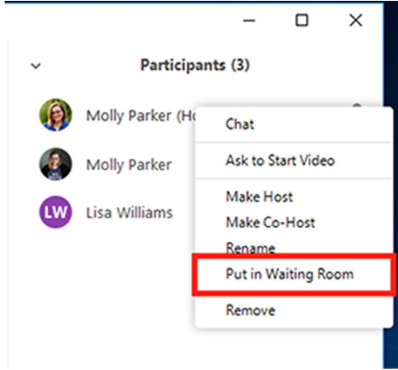 Participants (3)
Molly Parker (Ho
Chat
Ask to Start Video
Molly Parker
Make Host
LW Lisa Williams
Make Co-Host
Rename
Put in Waiting Room
Remove